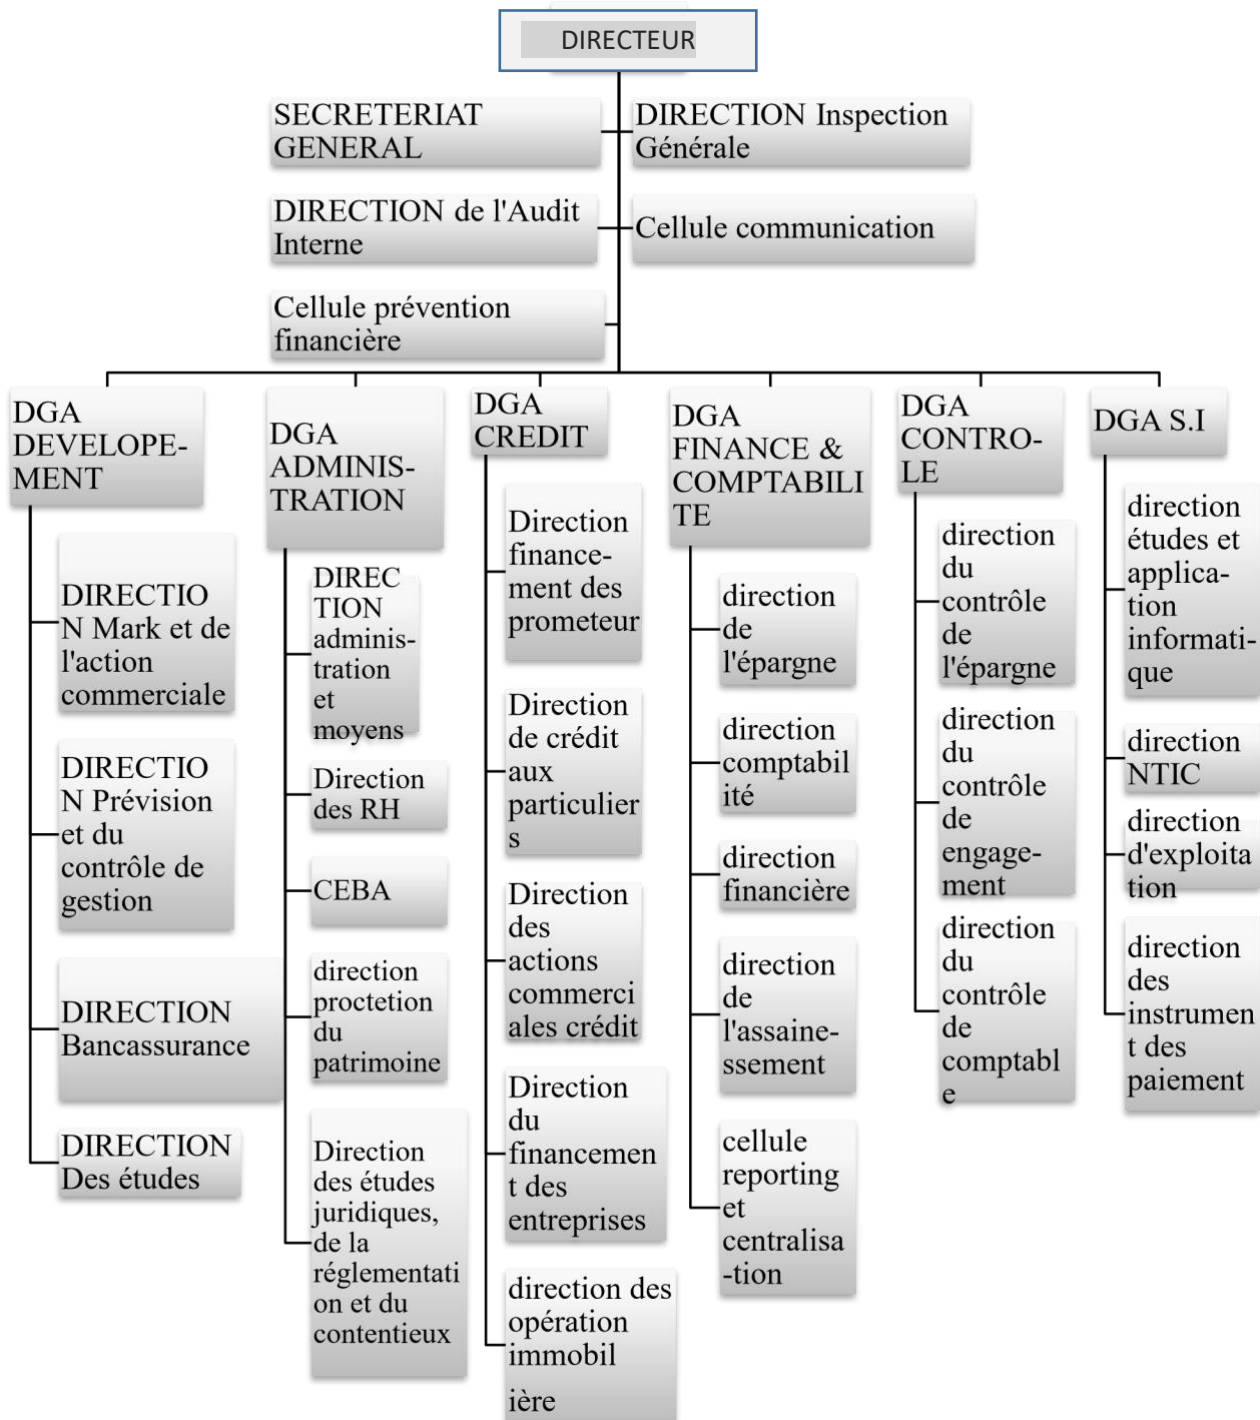 DIRECTEUR
SECRETERIAT
GENERAL
DIRECTION Inspection
Générale
DIRECTION de l'Audit
Interne
Cellule communication
Cellule prévention
financière
DGA
DEVELOPE-
MENT
DIRECTIO
N Mark et de
l'action
commerciale
DIRECTIO
N Prévision
et du
contrôle de
gestion
DIRECTION
Bancassurance
DIRECTION
Des études
DGA
ADMINIS-
TRATION
DIREC
TION
adminis-
tration
et
moyens
Direction
des RH
CEBA
direction
proctetion
du
patrimoine
Direction
des études
juridiques,
de la
réglementati
on et du
contentieux
DGA
CREDIT
Direction
finance-
ment des
prometeur
Direction
de crédit
aux
particulier
s
Direction
des
actions
commerci
ales crédit
Direction
du
financemen
t des
entreprises
direction des
opération
immobil
ière
DGA
FINANCE &
COMPTABILI
TE
direction
de
l'épargne
direction
comptabil
ité
direction
financière
direction
de
l'assaine-
ssement
cellule
reporting
et
centralisa
-tion
DGA
CONTRO-
LE
direction
du
contrôle
de
l'épargne
direction
du
contrôle
de
engage-
ment
direction
du
contrôle
de
comptabl
e
DGA S.I
direction
études et
applica-
tion
informati-
que
direction
NTIC
direction
d'exploita
tion
direction
des
instrumen
t des
paiement